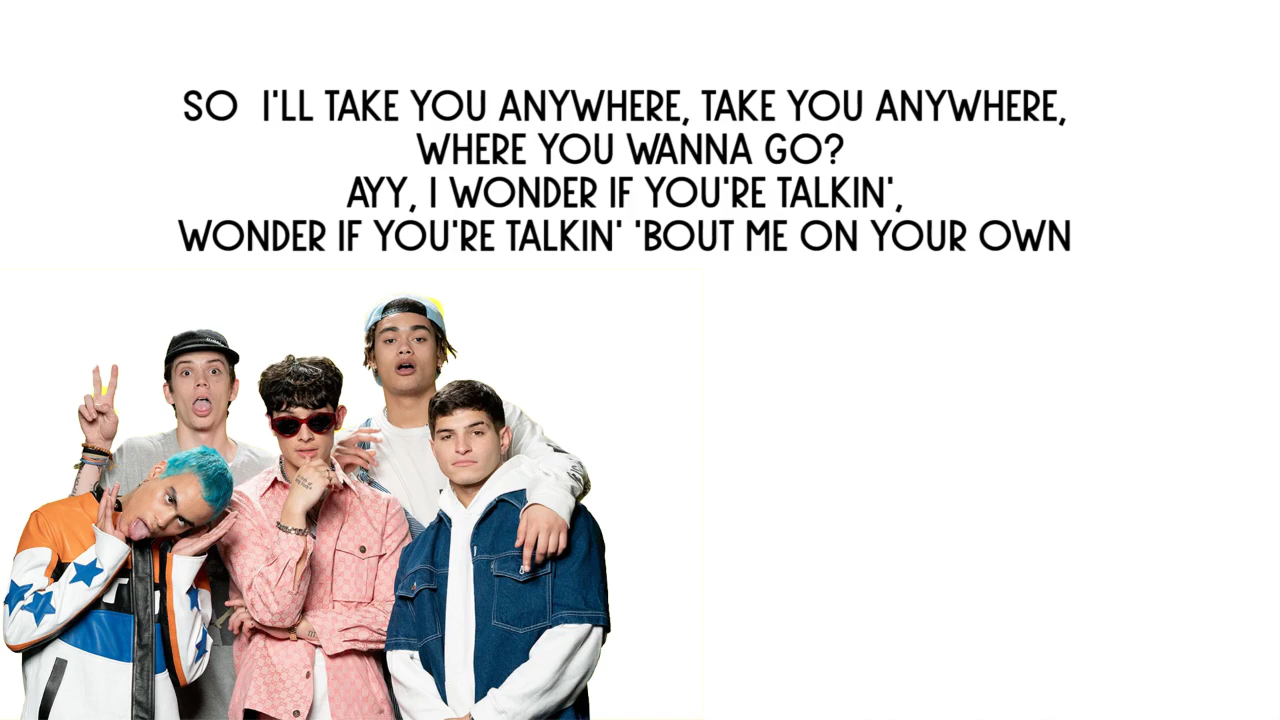 SO I'LL TAKE YOU ANYWHERE, TAKE YOU ANYWHERE,
WHERE YOU WANNA GO?
AYY, I WONDER IF YOU'RE TALKIN',
WONDER IF YOU'RE TALKIN' 'BOUT ME ON YOUR OWN